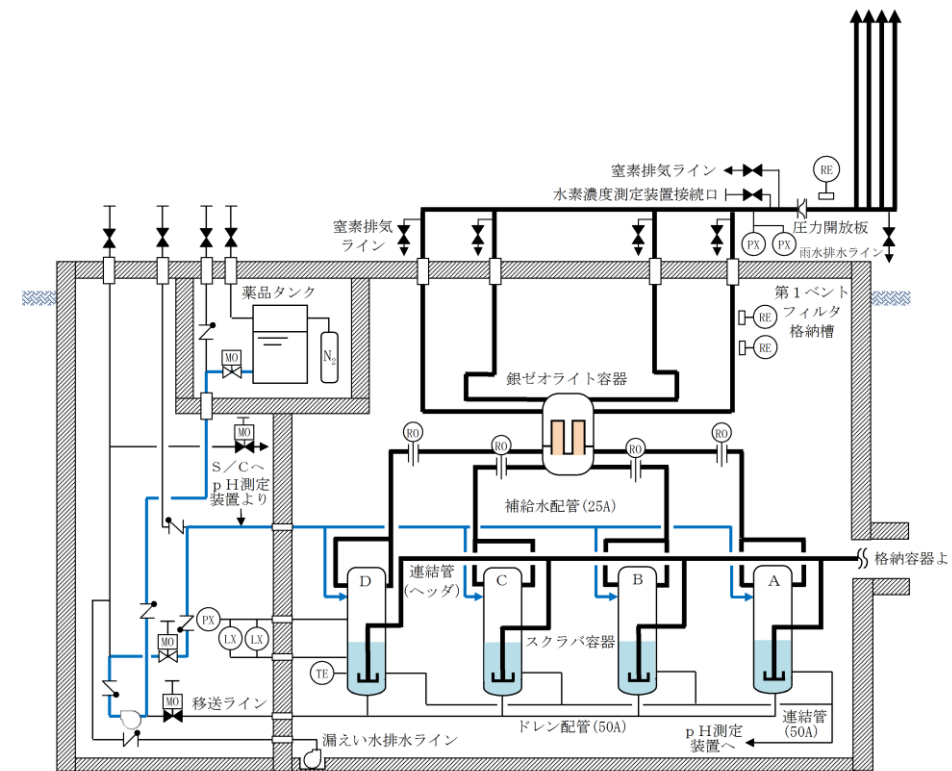 窒素排気ライン
水素濃度測定装置接続口
RE
窒素排気
ライン
圧力開放板
PX
PX
雨水排水ライン
薬品タンク
N2
MO
第1ベント
フィルタ
格納槽
RE
RE
銀ゼオライト容器
MO
RO
RO
RO
RO
S/Cへ
pH測定
装置より
補給水配管(25A)
格納容器よ
連結管
(ヘッダ)
D
C
B
A
スクラバ容器
PX
LX
LX
MO
TE
MO
移送ライン
ドレン配管(50A)
連結管
(50A)
pH測定
装置へ
漏えい水排水ライン